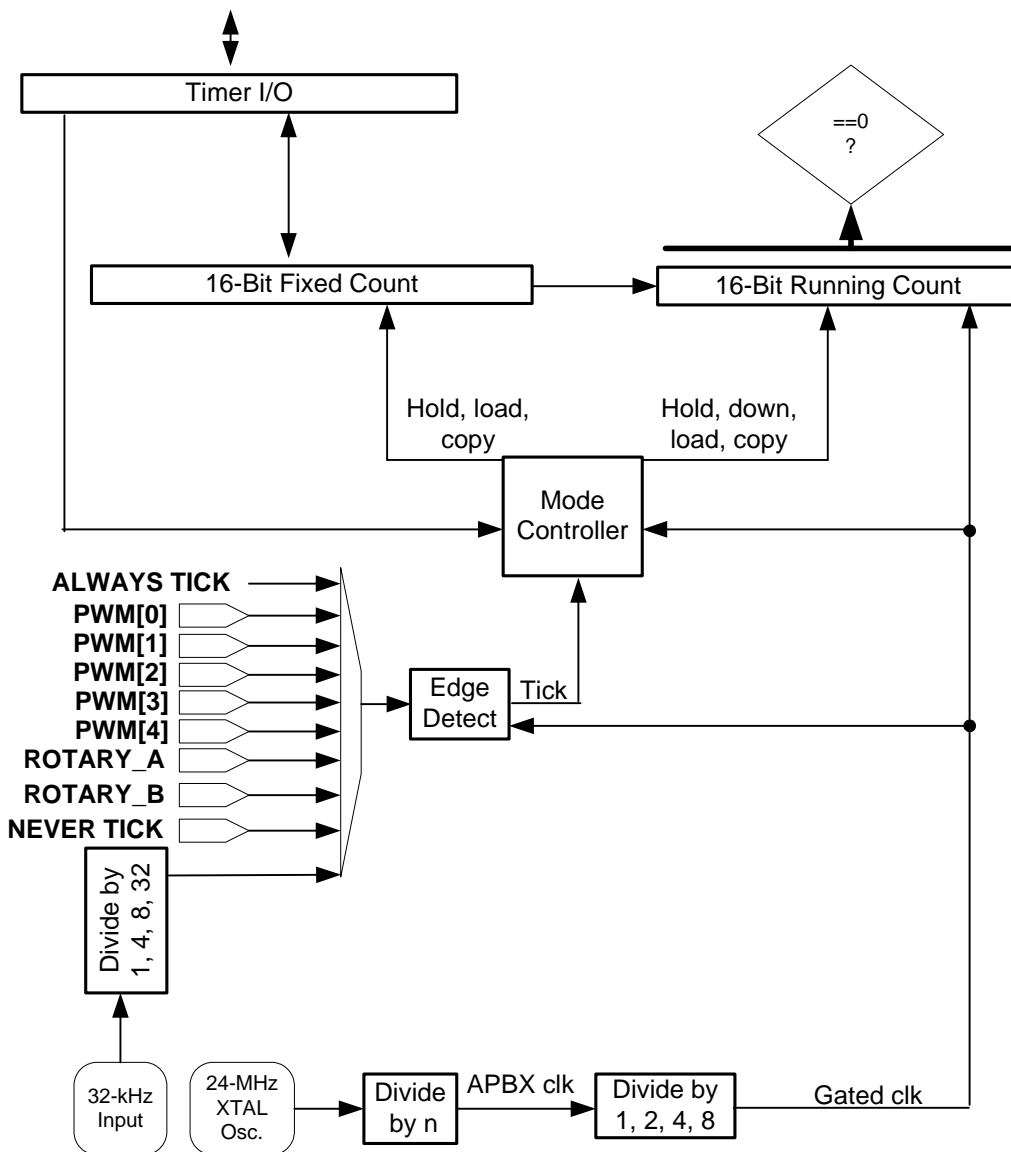 Timer I/O
==0
?
16-Bit Fixed Count
16-Bit Running Count
Hold, load,
copy
Hold, down,
load, copy
Mode
Controller
ALWAYS TICK
PWM[0]
PWM[1]
PWM[2]
PWM[3]
PWM[4]
ROTARY_A
ROTARY_B
NEVER TICK
Edge
Detect
Tick
Divide by
1, 4, 8, 32
32-kHz
Input
24-MHz
XTAL
Osc.
Divide
by n
APBX clk
Divide by
1, 2, 4, 8
Gated clk